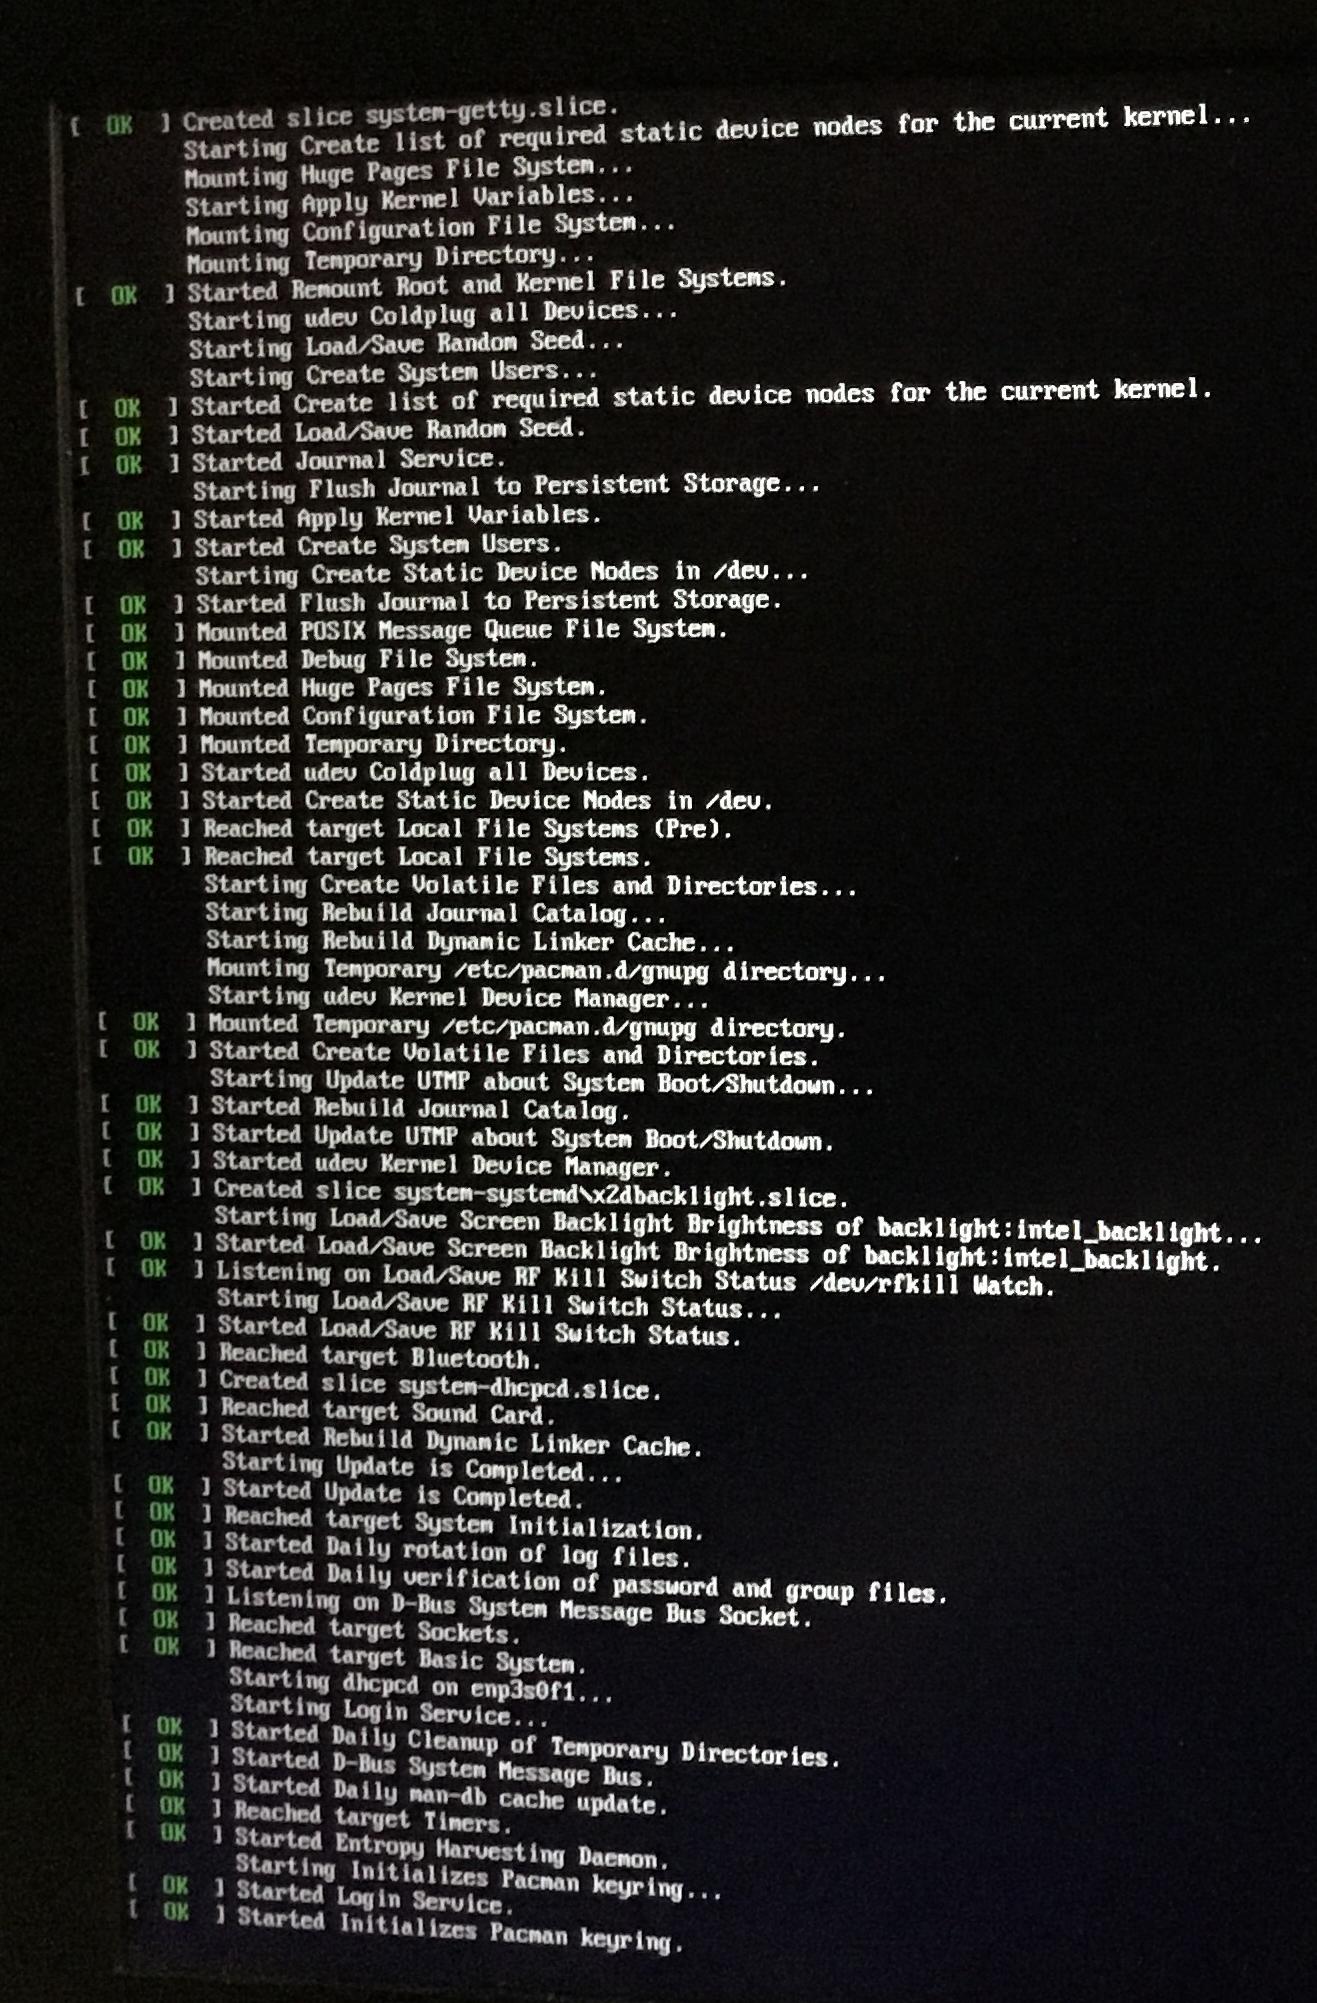 [  OK  ] Created slice system-getty.slice.
Starting Create list of required static device nodes for the current kernel...
Mounting Huge Pages File System...
Starting Apply Kernel Variables...
Mounting Configuration File System...
Mounting Temporary Directory...
[  OK  ] Started Remount Root and Kernel File Systems.
Starting udev Coldplug all Devices...
Starting Load/Save Random Seed...
Starting Create System Users...
[  OK  ] Started Create list of required static device nodes for the current kernel.
[  OK  ] Started Load/Save Random Seed.
[  OK  ] Started Journal Service.
Starting Flush Journal to Persistent Storage...
[  OK  ] Started Apply Kernel Variables.
[  OK  ] Started Create System Users.
Starting Create Static Device Nodes in /dev...
[  OK  ] Started Flush Journal to Persistent Storage.
[  OK  ] Mounted POSIX Message Queue File System.
[  OK  ] Mounted Debug File System.
[  OK  ] Mounted Huge Pages File System.
[  OK  ] Mounted Configuration File System.
[  OK  ] Mounted Temporary Directory.
[  OK  ] Started udev Coldplug all Devices.
[  OK  ] Started Create Static Device Nodes in /dev.
[  OK  ] Reached target Local File Systems (Pre).
[  OK  ] Reached target Local File Systems.
Starting Create Volatile Files and Directories...
Starting Rebuild Journal Catalog...
Starting Rebuild Dynamic Linker Cache...
Mounting Temporary /etc/pacman.d/gnupg directory...
Starting udev Kernel Device Manager...
[  OK  ] Mounted Temporary /etc/pacman.d/gnupg directory.
[  OK  ] Started Create Volatile Files and Directories.
Starting Update UTMP about System Boot/Shutdown...
[  OK  ] Started Rebuild Journal Catalog.
[  OK  ] Started Update UTMP about System Boot/Shutdown.
[  OK  ] Started udev Kernel Device Manager.
[  OK  ] Created slice system-systemd\x2dbacklight.slice.
Starting Load/Save Screen Backlight Brightness of backlight:intel_backlight...
[  OK  ] Started Load/Save Screen Backlight Brightness of backlight:intel_backlight.
[  OK  ] Listening on Load/Save RF Kill Switch Status /dev/rfkill Watch.
Starting Load/Save RF Kill Switch Status...
[  OK  ] Started Load/Save RF Kill Switch Status.
[  OK  ] Reached target Bluetooth.
[  OK  ] Created slice system-dhcpcd.slice.
[  OK  ] Reached target Sound Card.
[  OK  ] Started Rebuild Dynamic Linker Cache.
Starting Update is Completed...
[  OK  ] Started Update is Completed.
[  OK  ] Reached target System Initialization.
[  OK  ] Started Daily rotation of log files.
[  OK  ] Started Daily verification of password and group files.
[  OK  ] Listening on D-Bus System Message Bus Socket.
[  OK  ] Reached target Sockets.
[  OK  ] Reached target Basic System.
Starting dhcpcd on enp3s0f1...
Starting Login Service...
[  OK  ] Started Daily Cleanup of Temporary Directories.
[  OK  ] Started D-Bus System Message Bus.
[  OK  ] Started Daily man-db cache update.
[  OK  ] Reached target Timers.
[  OK  ] Started Entropy Harvesting Daemon.
Starting Initializes Pacman keyring...
[  OK  ] Started Login Service.
[  OK  ] Started Initializes Pacman keyring.